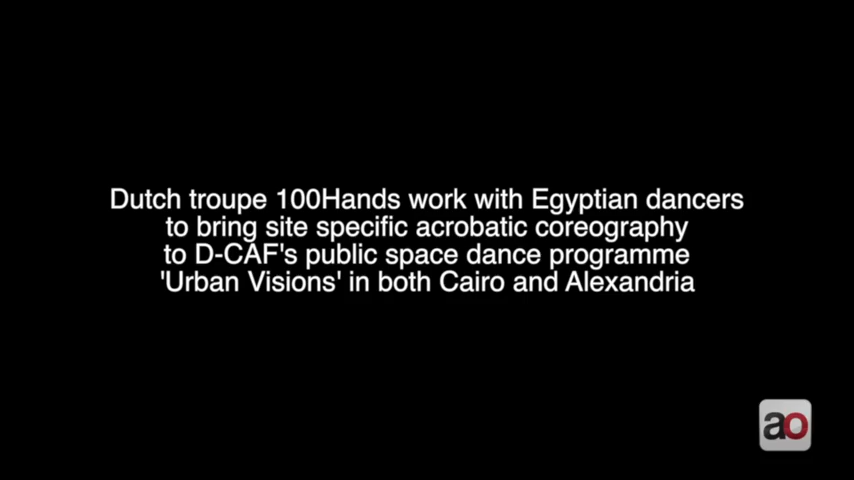 Dutch troupe 100Hands work with Egyptian dancers
to bring site specific acrobatic coreography
to D-CAF's public space dance programme
'Urban Visions' in both Cairo and Alexandria
ao